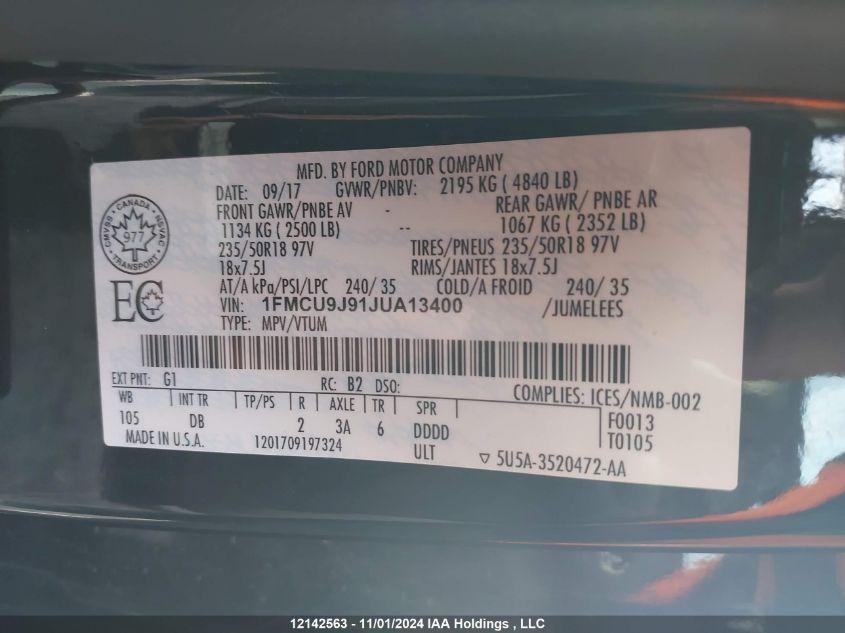 MFD. BY FORD MOTOR COMPANY
DATE: 09/17 GVWR/PNBV: 2195 KG ( 4840 LB)
FRONT GAWR/PNBE AV - REAR GAWR/ PNBE AR
1134 KG ( 2500 LB) -- 1067 KG ( 2352 LB)
235/50R18 97V TIRES/PNEUS 235/50R18 97V
18x7.5J RIMS/JANTES 18x7.5J
AT/A kPa/PSI/LPC 240/ 35 COLD/A FROID 240/ 35
VIN: 1FMCU9J91JUA13400 /JUMELEES
TYPE: MPV/VTUM
CANADA
CMVSS NSVAC
977
TRANSPORT
EC
EXT PNT: G1 RC: B2 DSO: COMPLIES: ICES/NMB-002
WB INT TR TP/PS R AXLE TR SPR F0013
105 DB 2 3A 6 DDDD T0105
MADE IN U.S.A. 1201709197324 ULT ▽ 5U5A-3520472-AA
12142563 - 11/01/2024 IAA Holdings , LLC